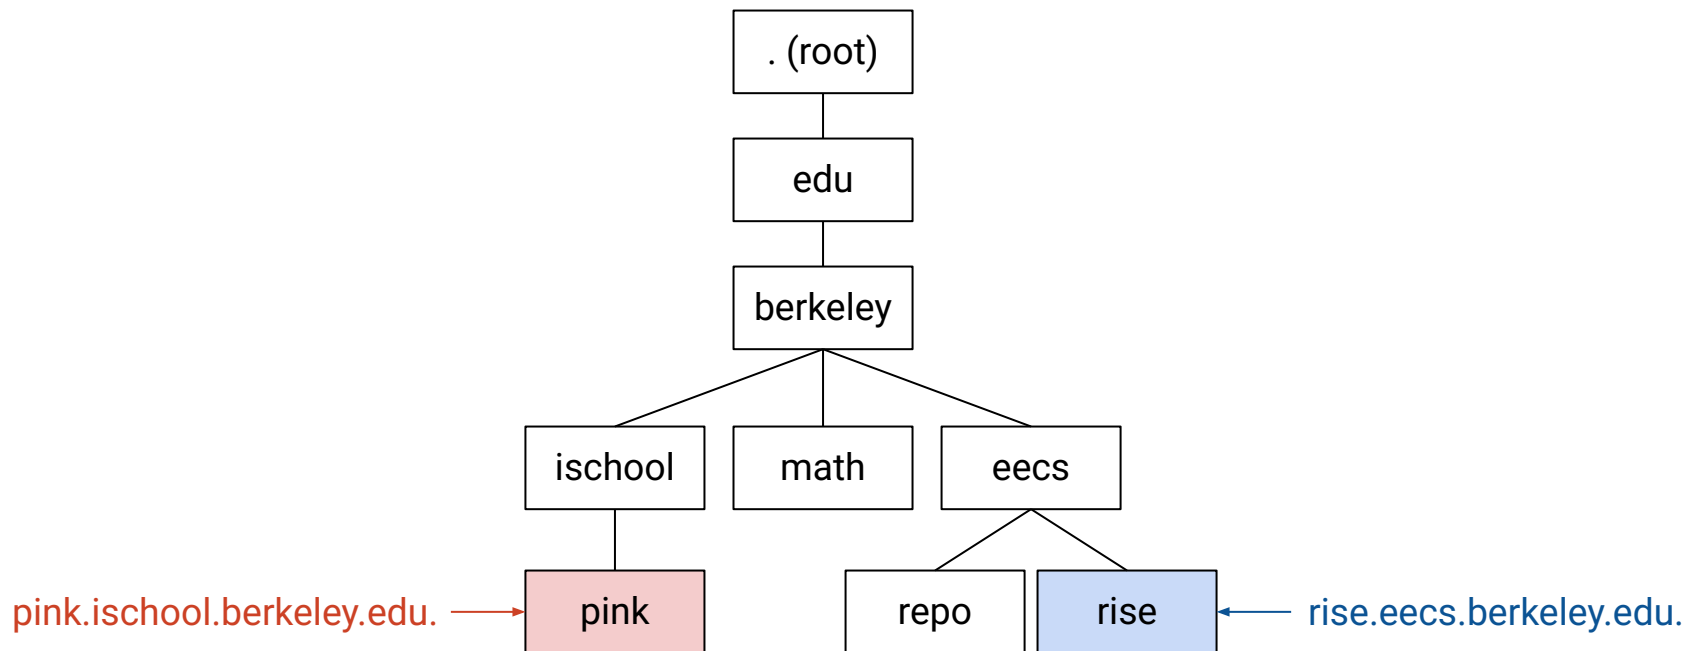 . (root)
edu
berkeley
ischool
math
eecs
pink.ischool.berkeley.edu.
pink
repo
rise
rise.eecs.berkeley.edu.